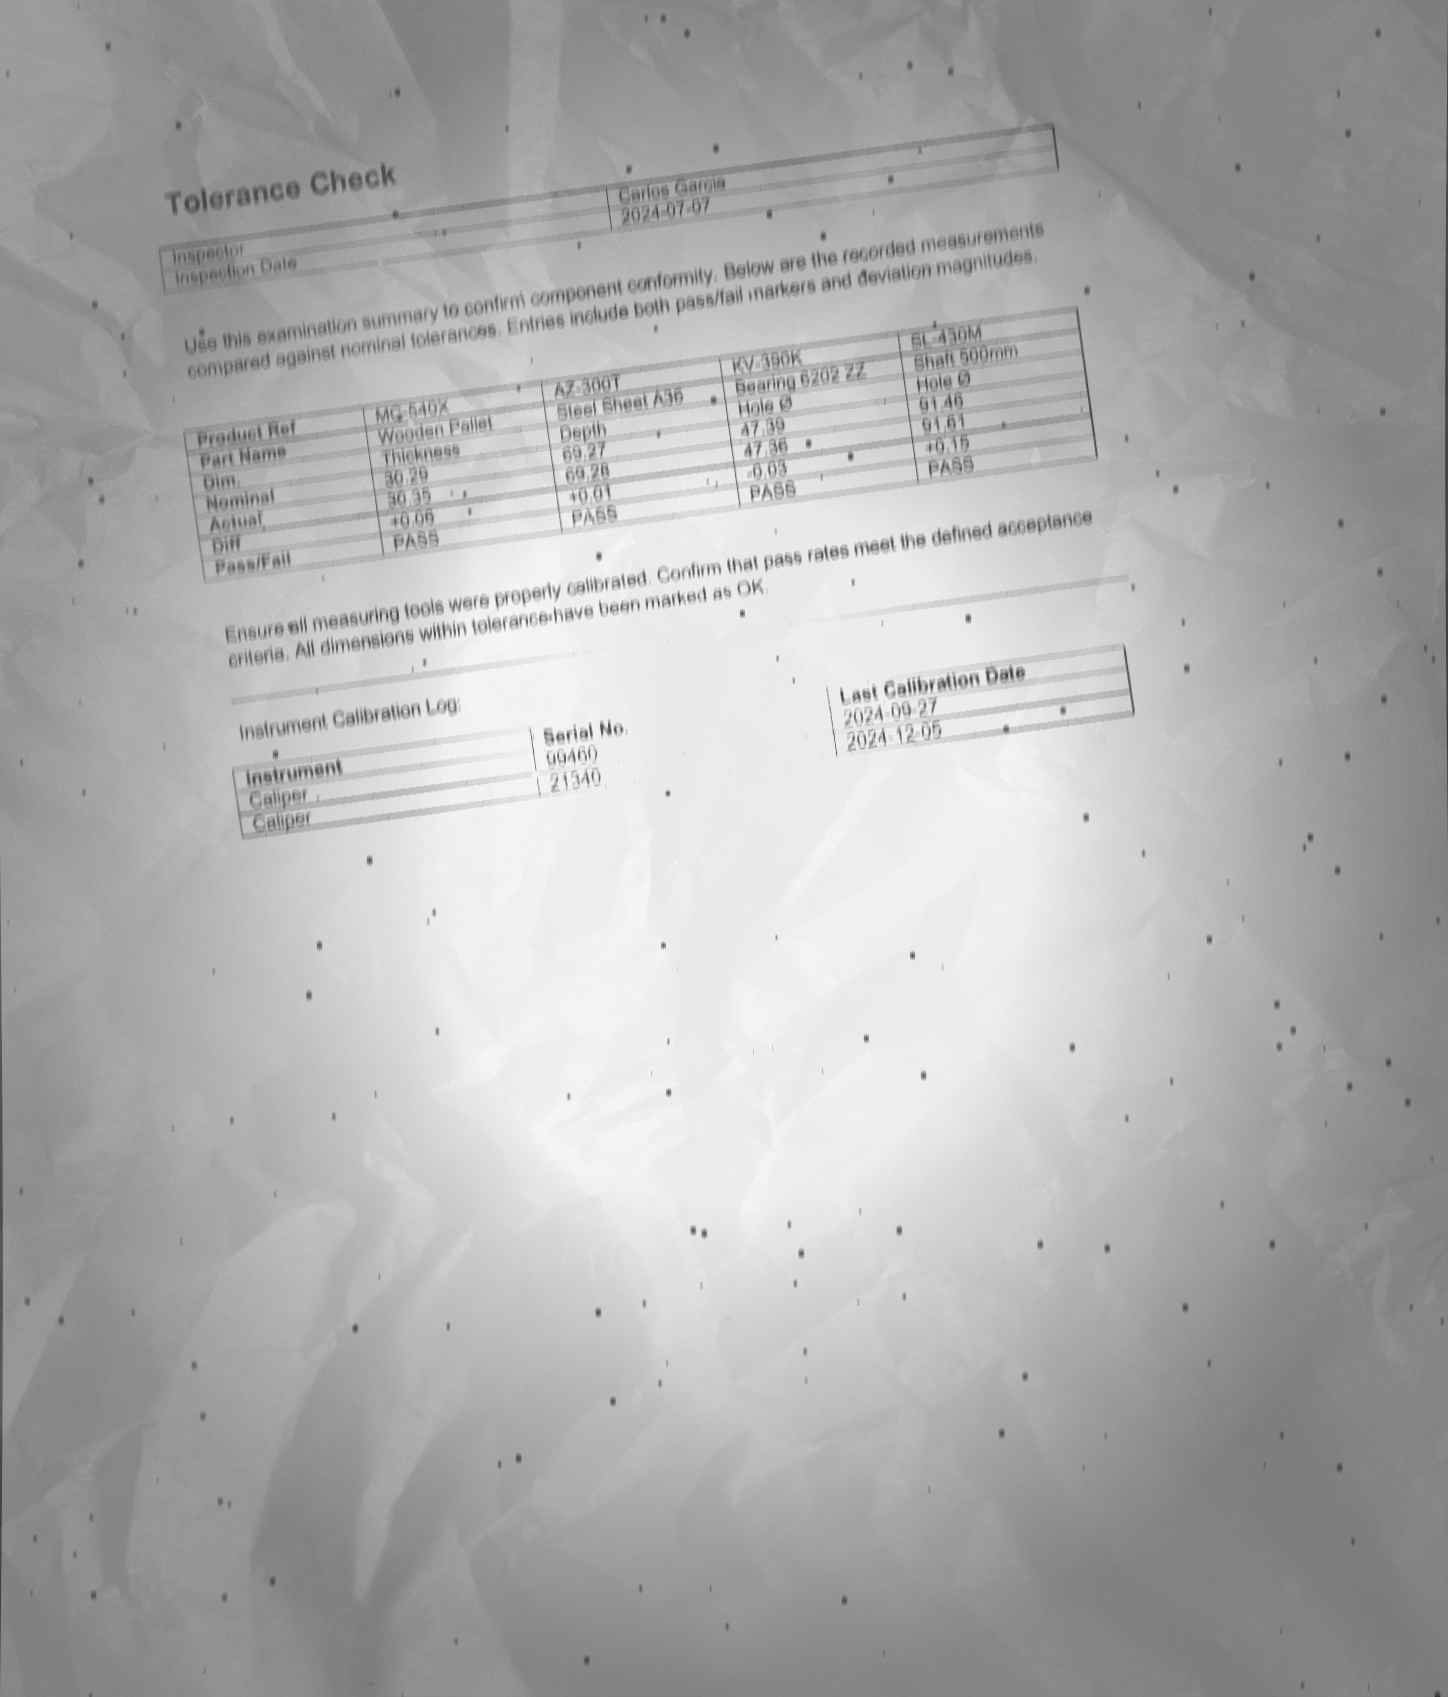 Tolerance Check
Inspector Carlos Garcia
Inspection Date 2024-07-07
Use this examination summary to confirm component conformity. Below are the recorded measurements
compared against nominal tolerances. Entries include both pass/fail markers and deviation magnitudes.
Product Ref MQ-540X AZ-300T KV-390K SL-430M
Part Name Wooden Pallet Steel Sheet A36 Bearing 6202 ZZ Shaft 500mm
Dim. Thickness Depth Hole Ø Hole Ø
Nominal 30.29 69.27 47.39 91.46
Actual 30.35 69.28 47.36 91.61
Diff +0.06 +0.01 -0.03 +0.15
Pass/Fail PASS PASS PASS PASS
Ensure all measuring tools were properly calibrated. Confirm that pass rates meet the defined acceptance
criteria. All dimensions within tolerance have been marked as OK.
Instrument Calibration Log:
Instrument Serial No. Last Calibration Date
Caliper 99460 2024-09-27
Caliper 21340 2024-12-05